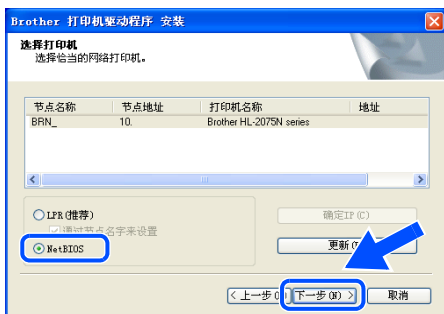 Brother 打印机驱动程序 安装
选择打印机
选择恰当的网络打印机。
节点名称 节点地址 打印机名称 地址
BRN_ 10. Brother HL-2075N series
LPR(推荐)
通过节点名字来设置
NetBIOS
确定IP(C)
更新
<上一步 下一步(N) > 取消